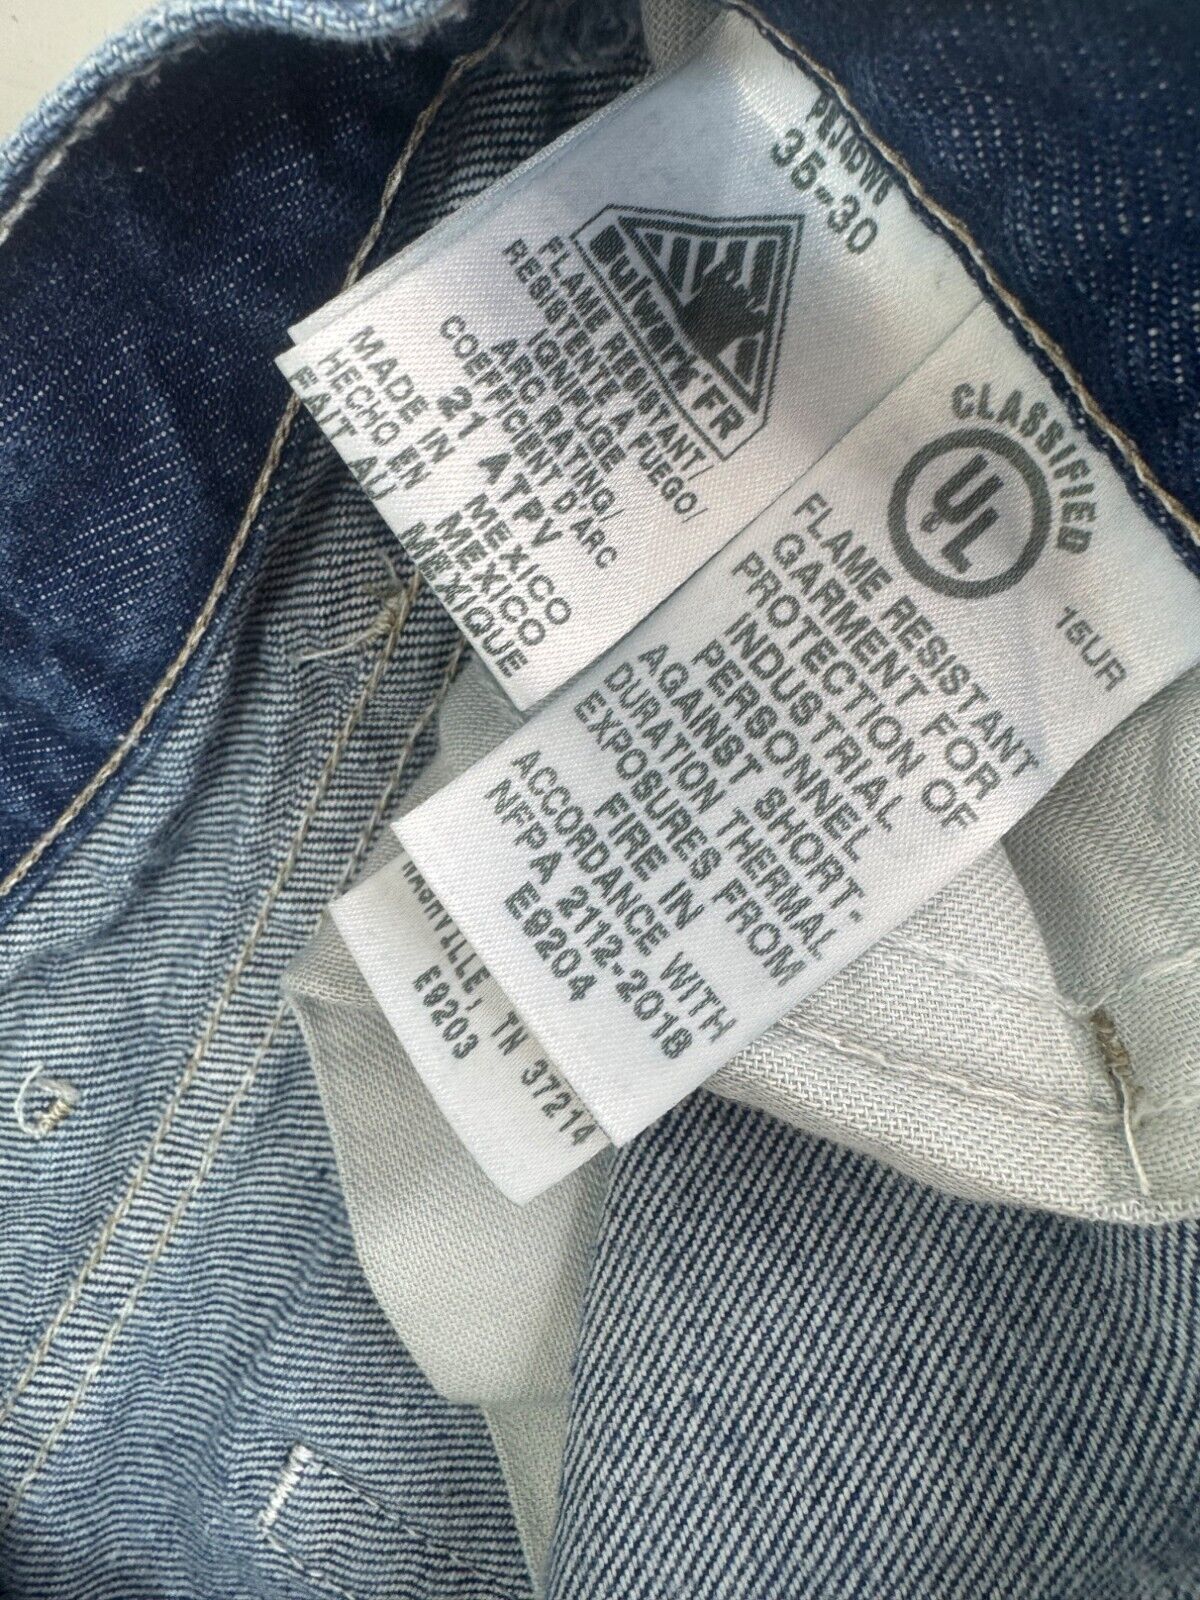 PEJ4DW6
35-30
Bulwark FR
FLAME RESISTANT/
RESISTENTE A FUEGO/
IGNIFUGE
ARC RATING/
COEFFICIENT D'ARC
21 ATPV
MADE IN MEXICO
HECHO EN MEXICO
FAIT AU MEXIQUE
CLASSIFIED
UL
®
15UR
FLAME RESISTANT
GARMENT FOR
PROTECTION OF
INDUSTRIAL
PERSONNEL
AGAINST SHORT-
DURATION THERMAL
EXPOSURES FROM
FIRE IN
ACCORDANCE WITH
NFPA 2112-2018
E9204
NASHVILLE, TN 37214
E9203